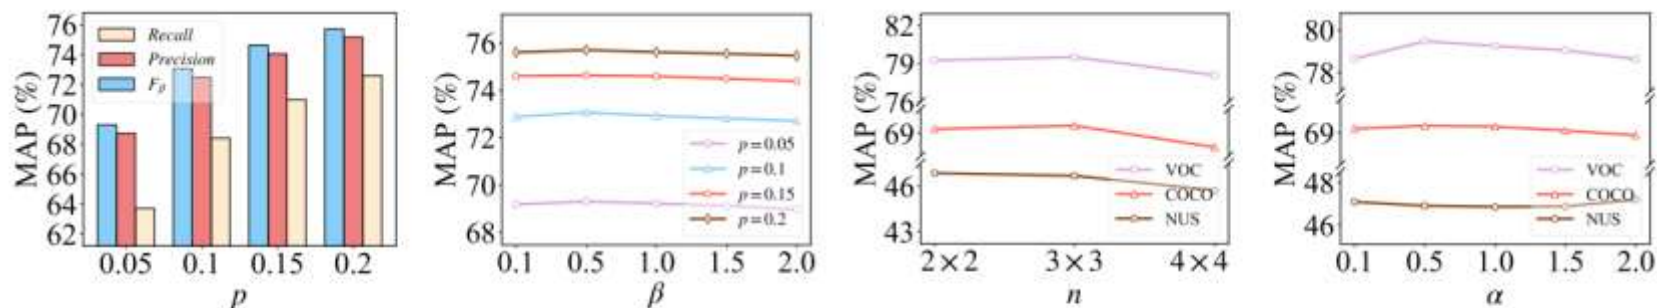 MAP (%)
76
74
72
70
68
66
64
62
Recall
Precision
Fβ
0.05 0.1 0.15 0.2
p
MAP (%)
76
74
72
70
68
p = 0.05
p = 0.1
p = 0.15
p = 0.2
0.1 0.5 1.0 1.5 2.0
β
MAP (%)
82
79
76
69
46
43
VOC
COCO
NUS
2 × 2 3 × 3 4 × 4
n
MAP (%)
80
78
69
48
46
VOC
COCO
NUS
0.1 0.5 1.0 1.5 2.0
α